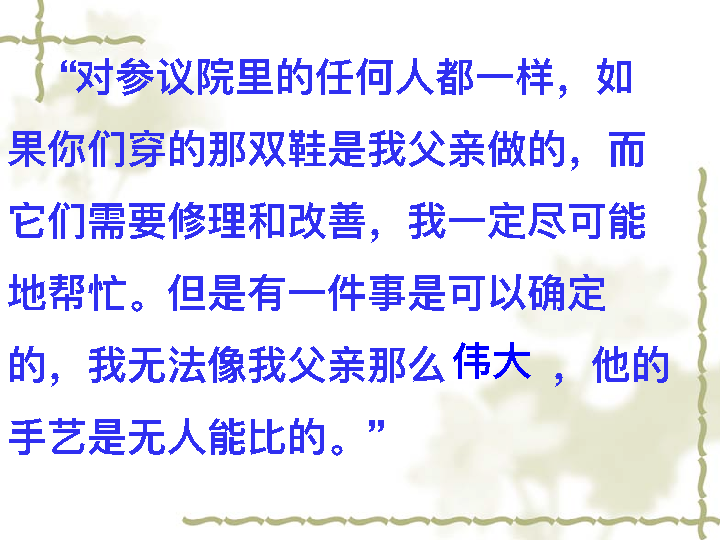 “对参议院里的任何人都一样，如
果你们穿的那双鞋是我父亲做的，而
它们需要修理和改善，我一定尽可能
地帮忙。但是有一件事是可以确定
的，我无法像我父亲那么 伟大 ，他的
手艺是无人能比的。”